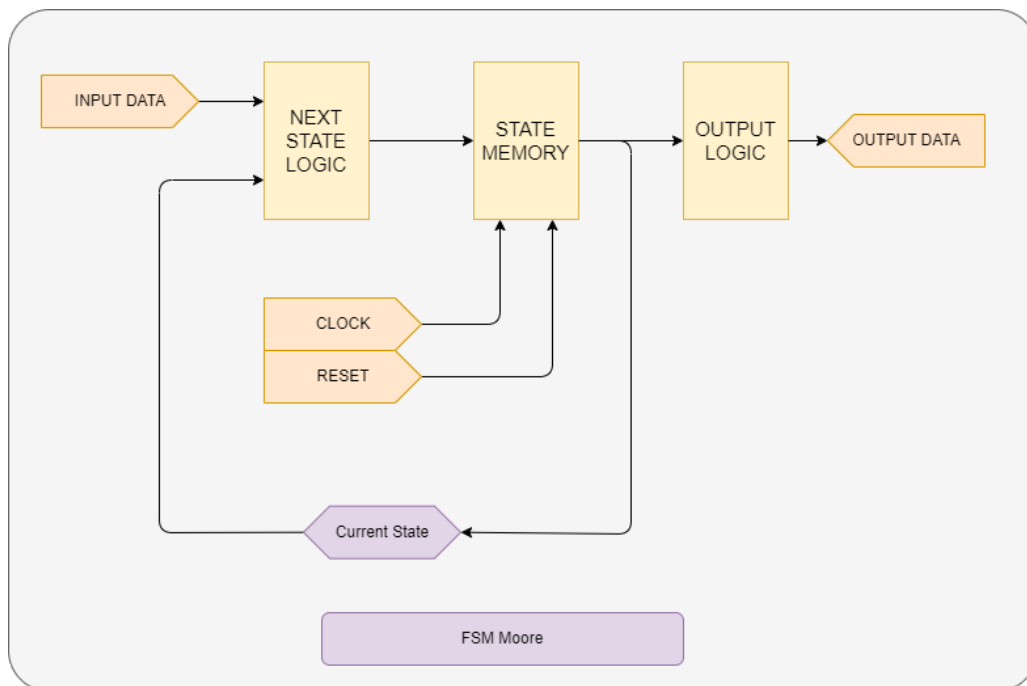 INPUT DATA
NEXT
STATE
LOGIC
STATE
MEMORY
OUTPUT
LOGIC
OUTPUT DATA
CLOCK
RESET
Current State
FSM Moore